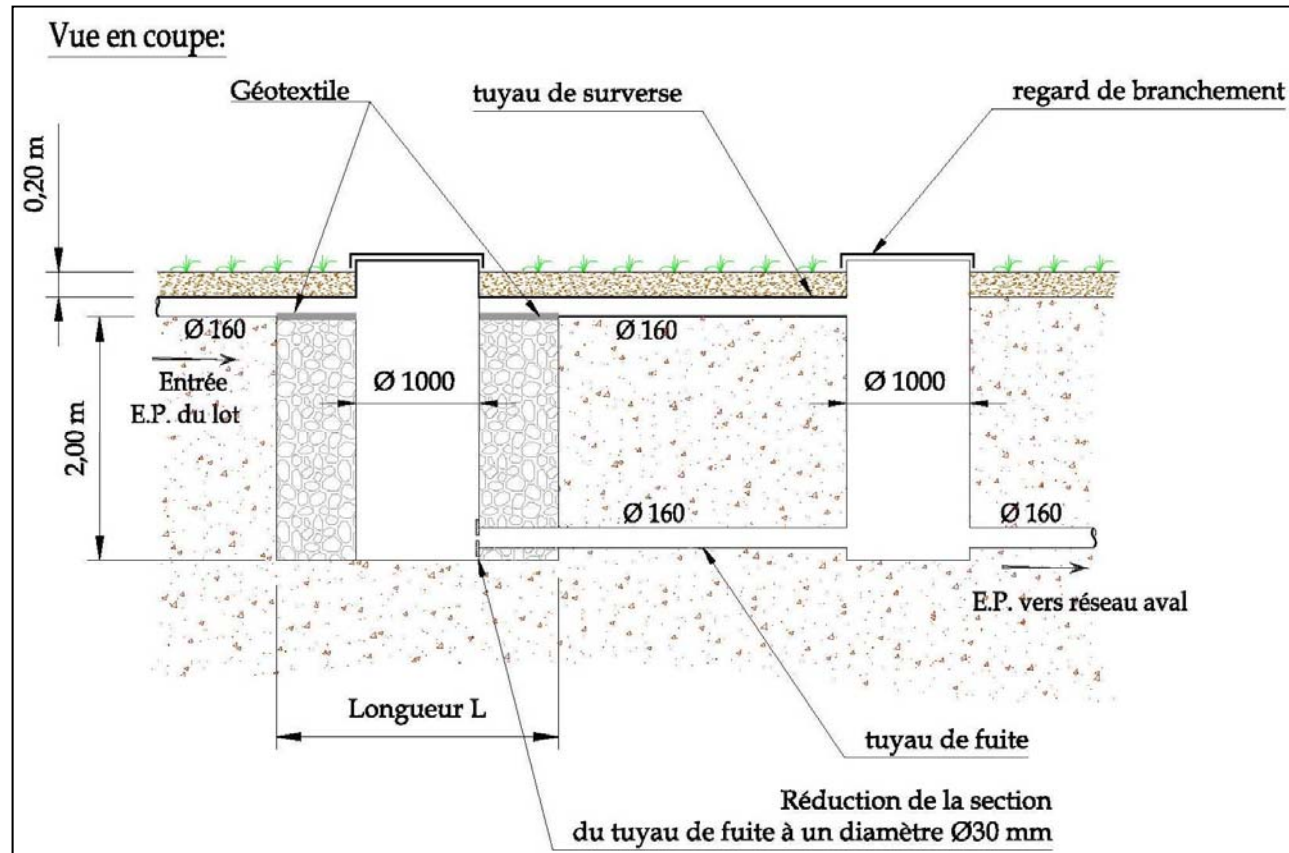 Vue en coupe:
Géotextile
tuyau de surverse
regard de branchement
0,20 m
Ø 160
Ø 160
Entrée
E.P. du lot
Ø 1000
Ø 1000
2,00 m
Ø 160
Ø 160
E.P. vers réseau aval
Longueur L
tuyau de fuite
Réduction de la section
du tuyau de fuite à un diamètre Ø30 mm